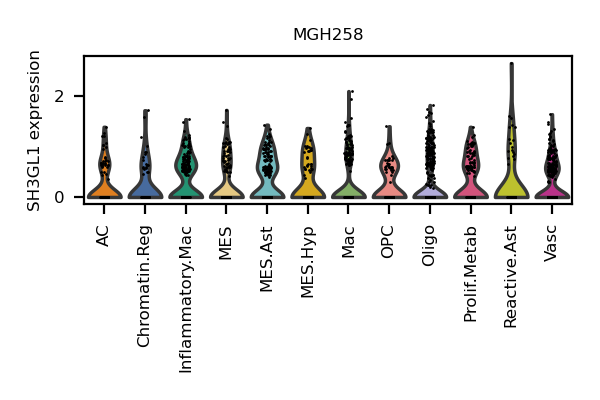 MGH258
SH3GL1 expression
2
0
AC
Chromatin.Reg
Inflammatory.Mac
MES
MES.Ast
MES.Hyp
Mac
OPC
Oligo
Prolif.Metab
Reactive.Ast
Vasc